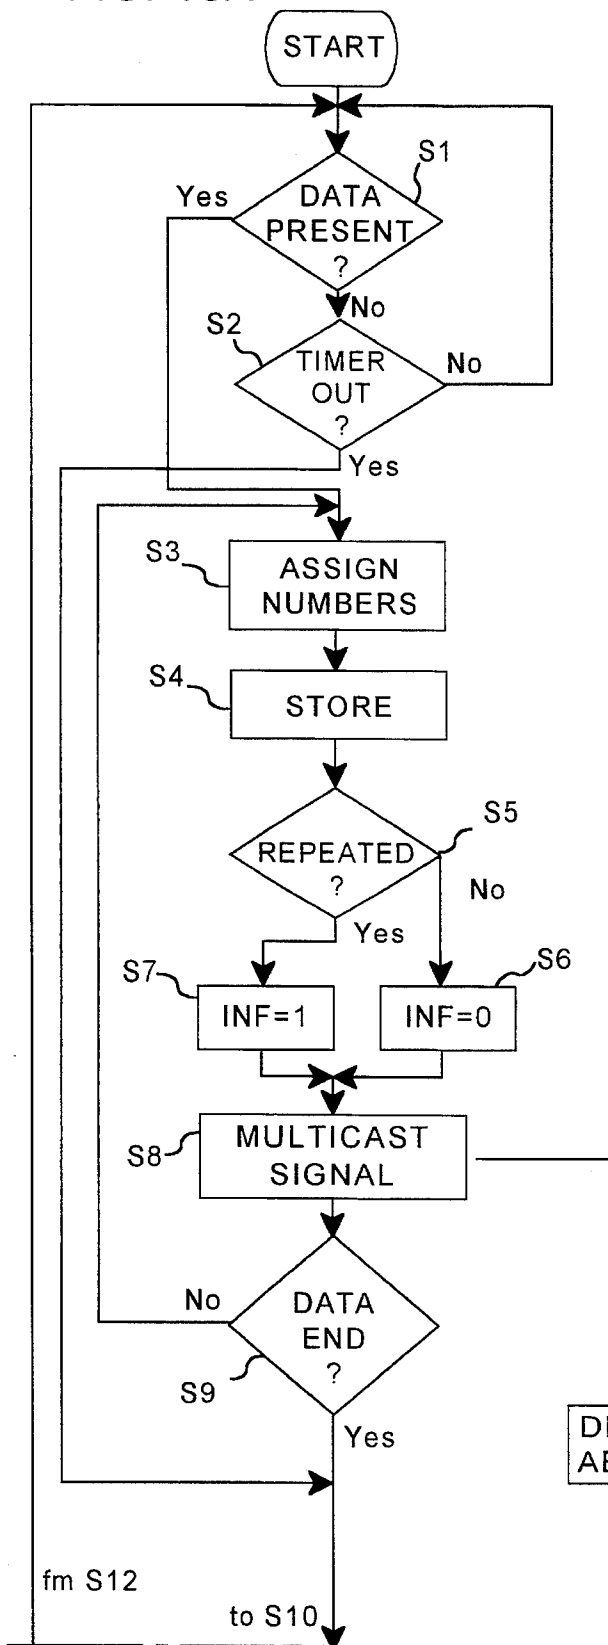 START
S1
Yes
DATA
PRESENT
?
No
S2
TIMER
OUT
?
No
Yes
S3
ASSIGN
NUMBERS
S4
STORE
S5
REPEATED
?
No
Yes
S7
S6
INF=1
INF=0
S8
MULTICAST
SIGNAL
No
DATA
END
?
S9
Yes
fm S12
to S10